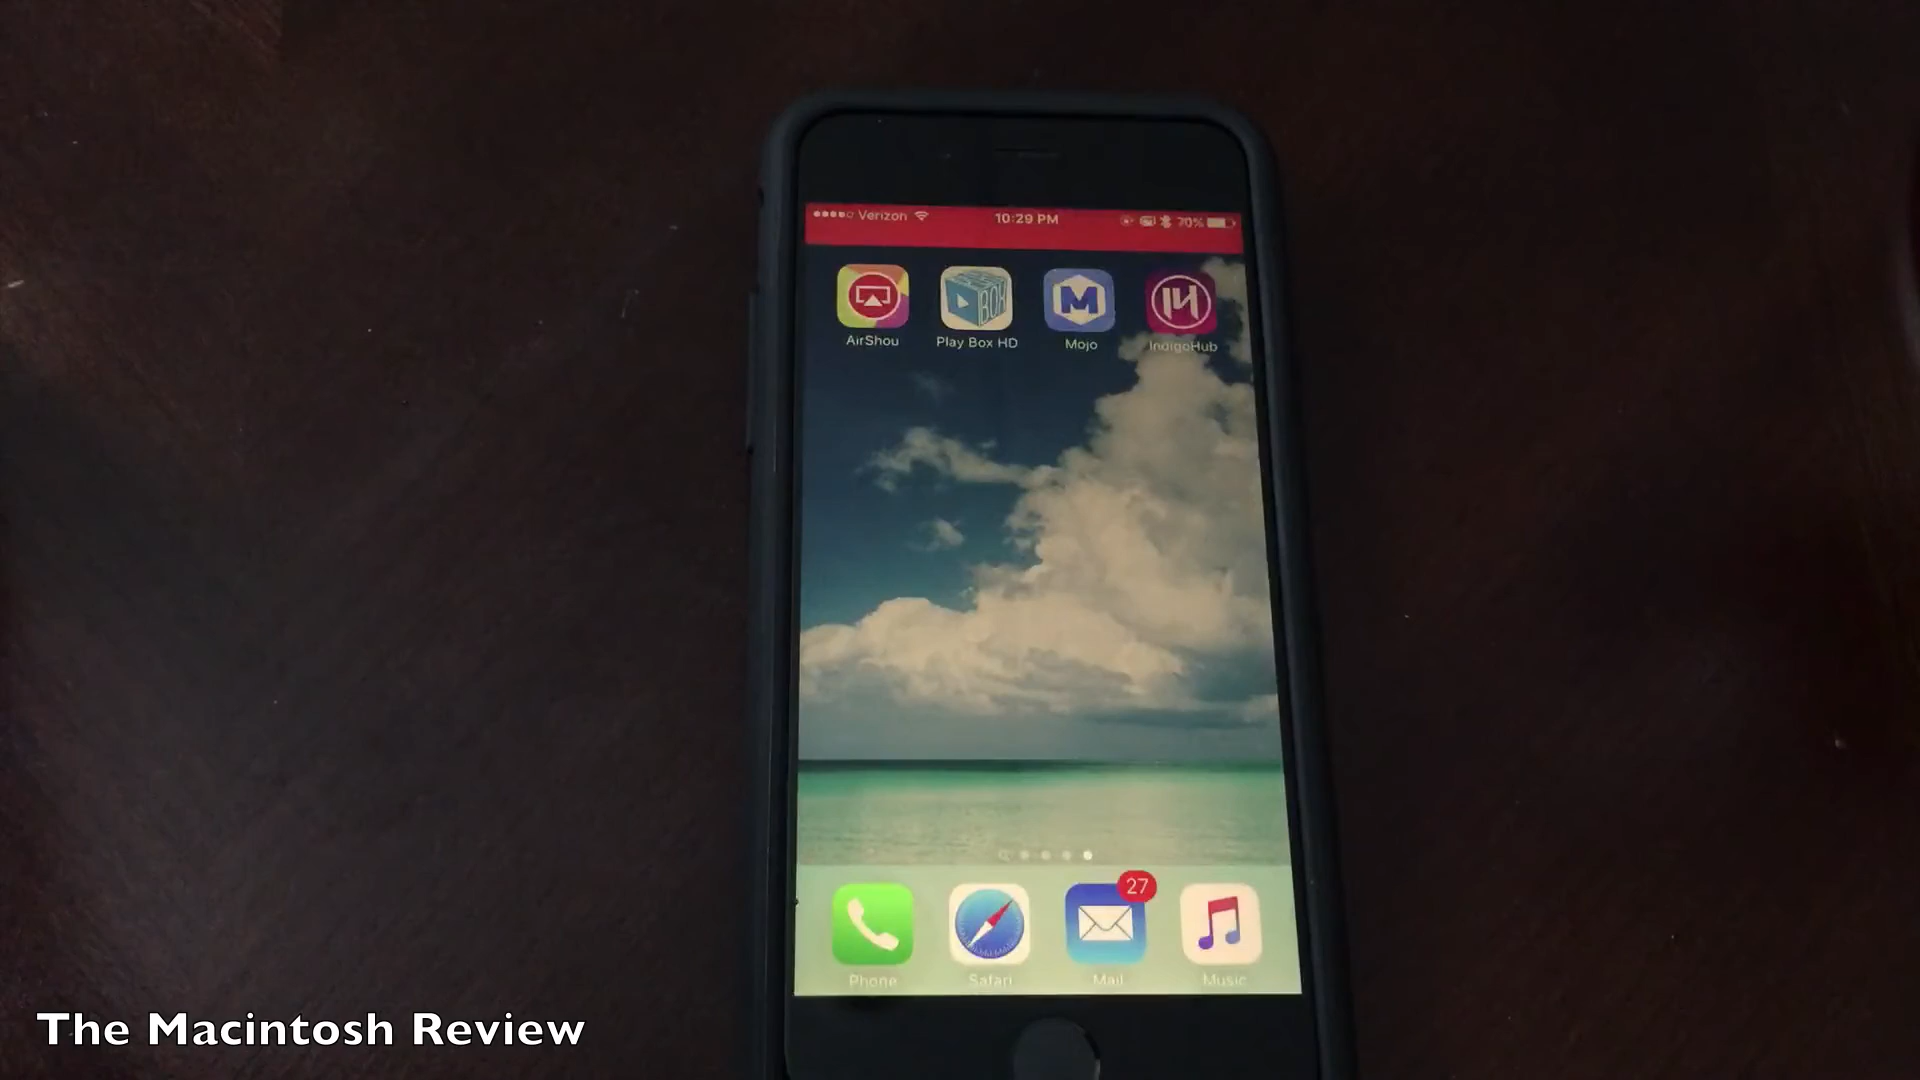 Verizon 10:29 PM 70%
AirShou Play Box HD Mojo IndigoHub
BOX
M
27
Phone Safari Mail Music
The Macintosh Review